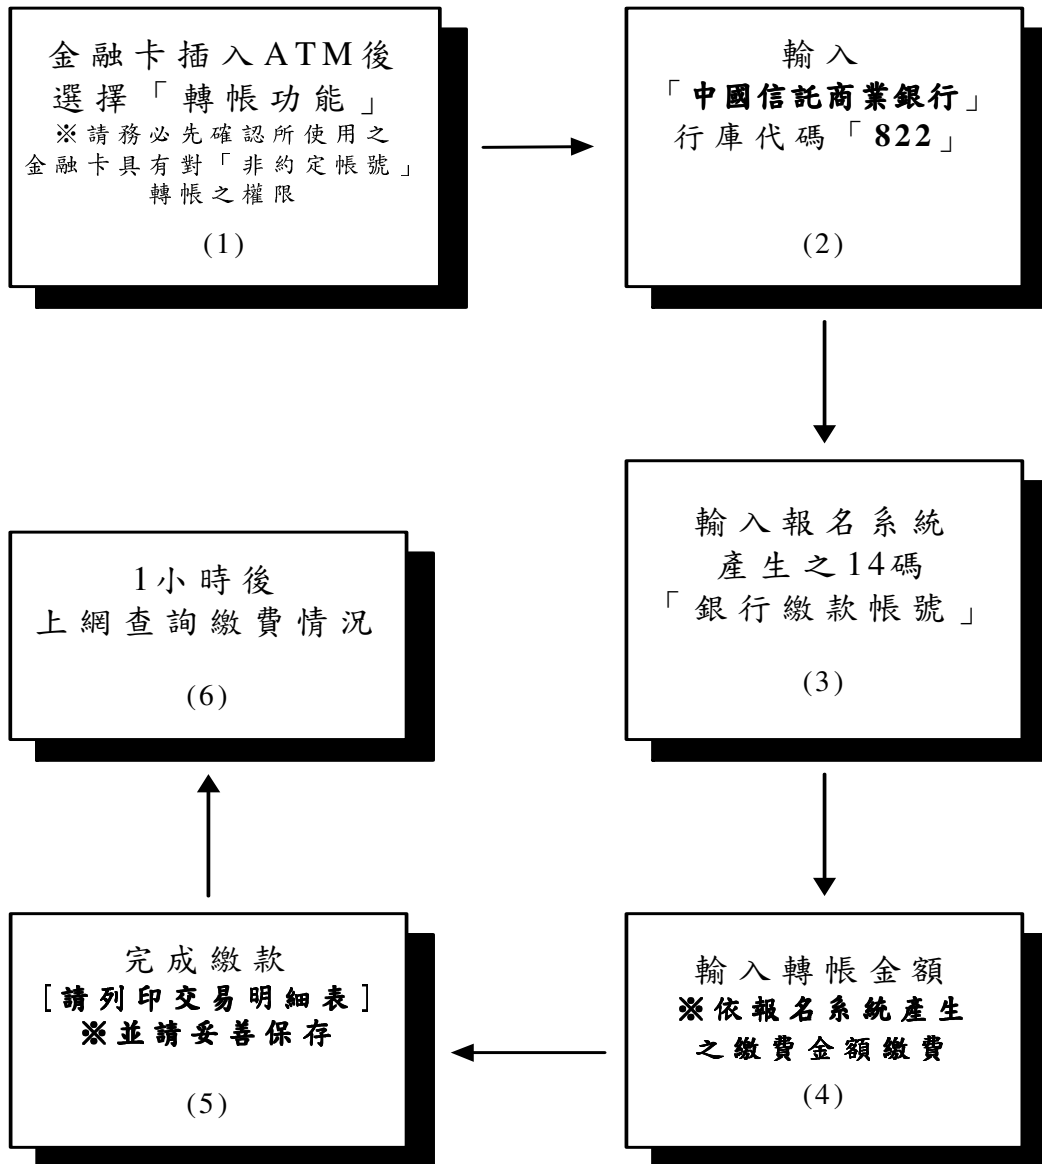 金融卡插入ATM後
選擇「轉帳功能」
※請務必先確認所使用之
金融卡具有對「非約定帳號」
轉帳之權限
(1)
輸入
「中國信託商業銀行」
行庫代碼「822」
(2)
輸入報名系統
產生之14碼
「銀行繳款帳號」
(3)
輸入轉帳金額
※依報名系統產生
之繳費金額繳費
(4)
完成繳款
[請列印交易明細表]
※並請妥善保存
(5)
1小時後
上網查詢繳費情況
(6)